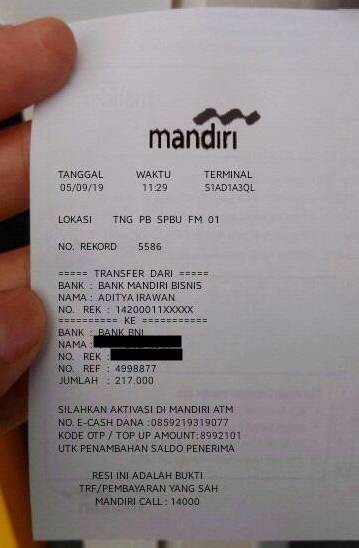 mandiri
TANGGAL WAKTU TERMINAL
05/09/19 11:29 S1AD1A3QL
LOKASI TNG PB SPBU FM 01
NO. REKORD 5586
===== TRANSFER DARI =====
BANK : BANK MANDIRI BISNIS
NAMA : ADITYA IRAWAN
NO. REK : 14200011XXXXX
========== KE ===========
BANK : BANK BNI
NAMA :
NO. REK :
NO. REF : 4998877
JUMLAH : 217.000
SILAHKAN AKTIVASI DI MANDIRI ATM
NO. E-CASH DANA :0859219319077
KODE OTP / TOP UP AMOUNT:8992101
UTK PENAMBAHAN SALDO PENERIMA
RESI INI ADALAH BUKTI
TRF/PEMBAYARAN YANG SAH
MANDIRI CALL : 14000